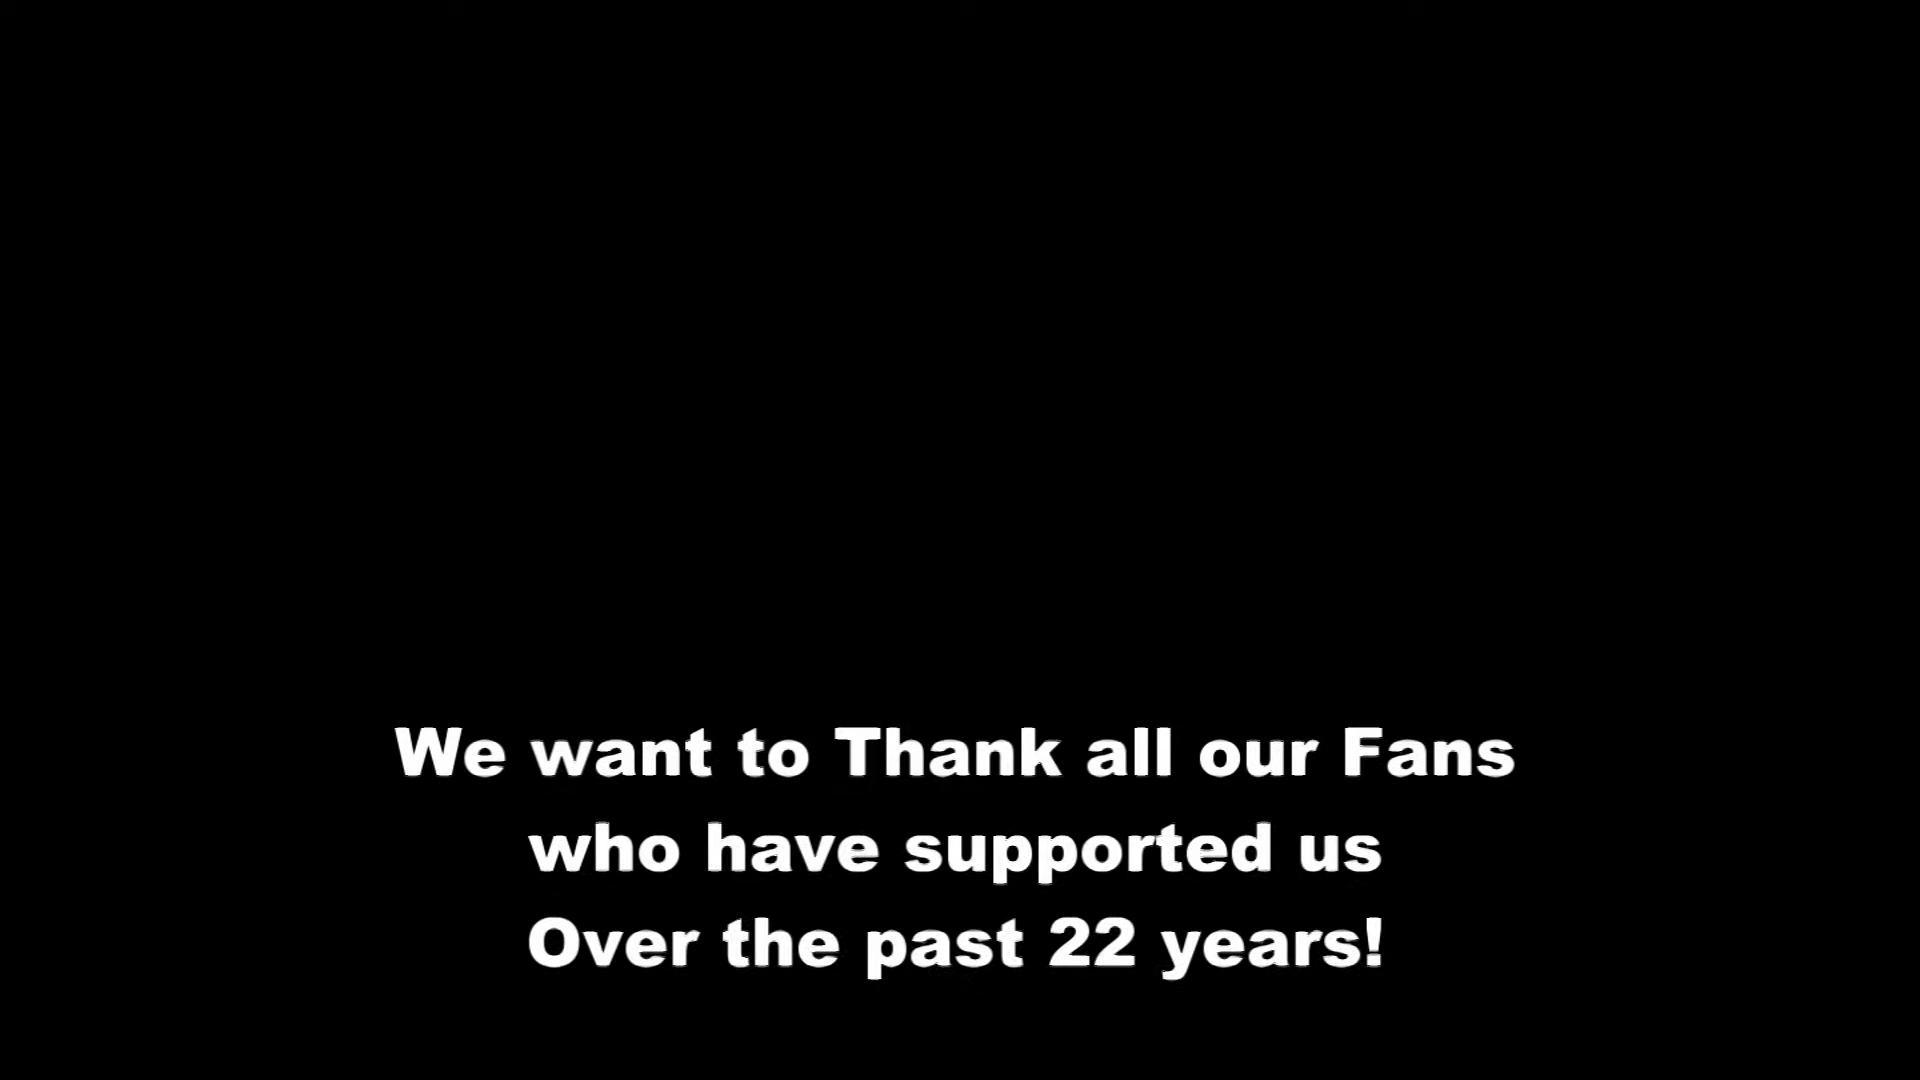 We want to Thank all our Fans
who have supported us
Over the past 22 years!